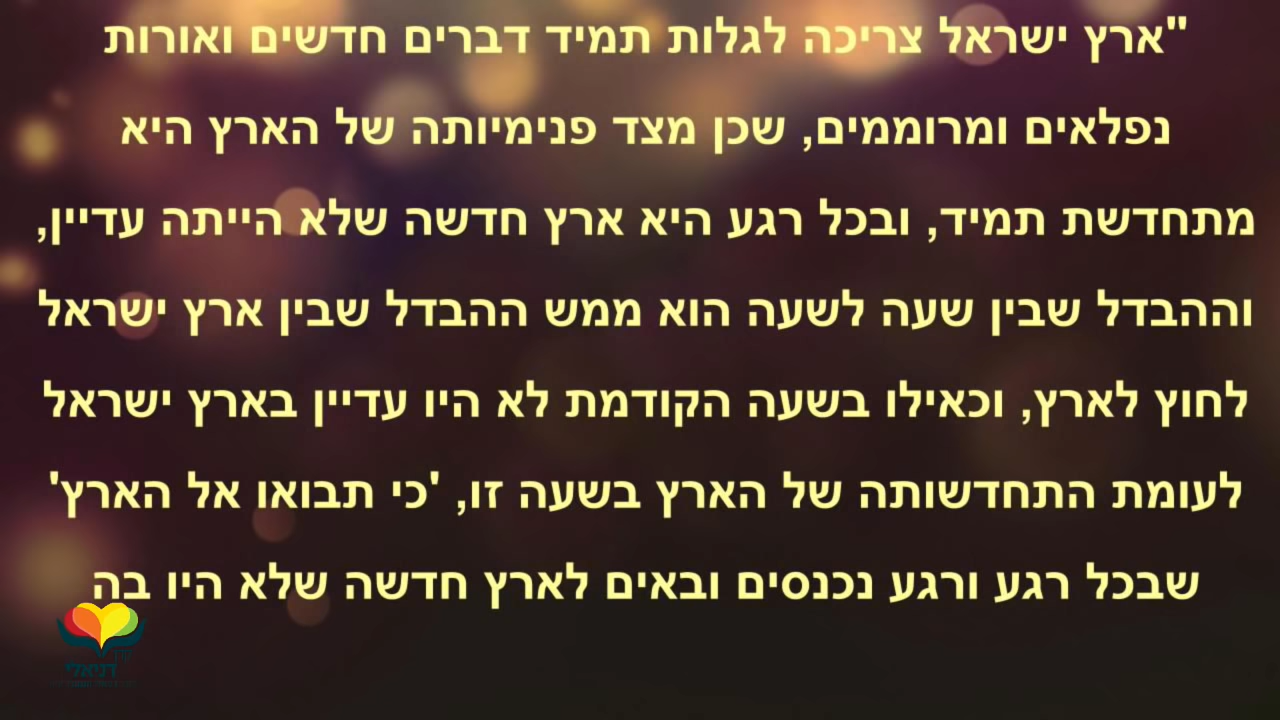 "ארץ ישראל צריכה לגלות תמיד דברים חדשים ואורות
נפלאים ומרוממים, שכן מצד פנימיותה של הארץ היא
מתחדשת תמיד, ובכל רגע היא ארץ חדשה שלא הייתה עדיין,
וההבדל שבין שעה לשעה הוא ממש ההבדל שבין ארץ ישראל
לחוץ לארץ, וכאילו בשעה הקודמת לא היו עדיין בארץ ישראל
לעומת התחדשותה של הארץ בשעה זו, 'כי תבואו אל הארץ'
שבכל רגע ורגע נכנסים ובאים לארץ חדשה שלא היו בה
דניאלי